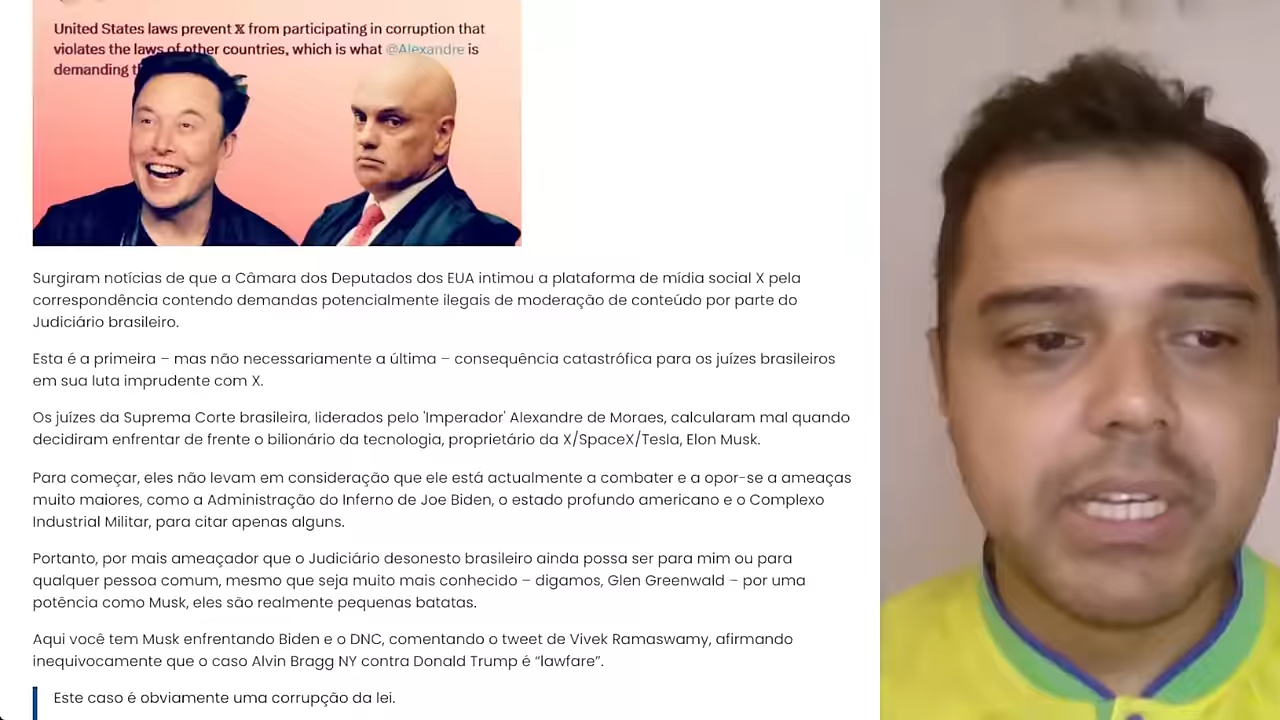 United States laws prevent X from participating in corruption that
violates the laws of other countries, which is what @Alexandre is
demanding
Surgiram notícias de que a Câmara dos Deputados dos EUA intimou a plataforma de mídia social X pela
correspondência contendo demandas potencialmente ilegais de moderação de conteúdo por parte do
Judiciário brasileiro.
Esta é a primeira – mas não necessariamente a última – consequência catastrófica para os juízes brasileiros
em sua luta imprudente com X.
Os juízes da Suprema Corte brasileira, liderados pelo 'Imperador' Alexandre de Moraes, calcularam mal quando
decidiram enfrentar de frente o bilionário da tecnologia, proprietário da X/SpaceX/Tesla, Elon Musk.
Para começar, eles não levam em consideração que ele está actualmente a combater e a opor-se a ameaças
muito maiores, como a Administração do Inferno de Joe Biden, o estado profundo americano e o Complexo
Industrial Militar, para citar apenas alguns.
Portanto, por mais ameaçador que o Judiciário desonesto brasileiro ainda possa ser para mim ou para
qualquer pessoa comum, mesmo que seja muito mais conhecido – digamos, Glen Greenwald – por uma
potência como Musk, eles são realmente pequenas batatas.
Aqui você tem Musk enfrentando Biden e o DNC, comentando o tweet de Vivek Ramaswamy, afirmando
inequivocamente que o caso Alvin Bragg NY contra Donald Trump é “lawfare”.
Este caso é obviamente uma corrupção da lei.